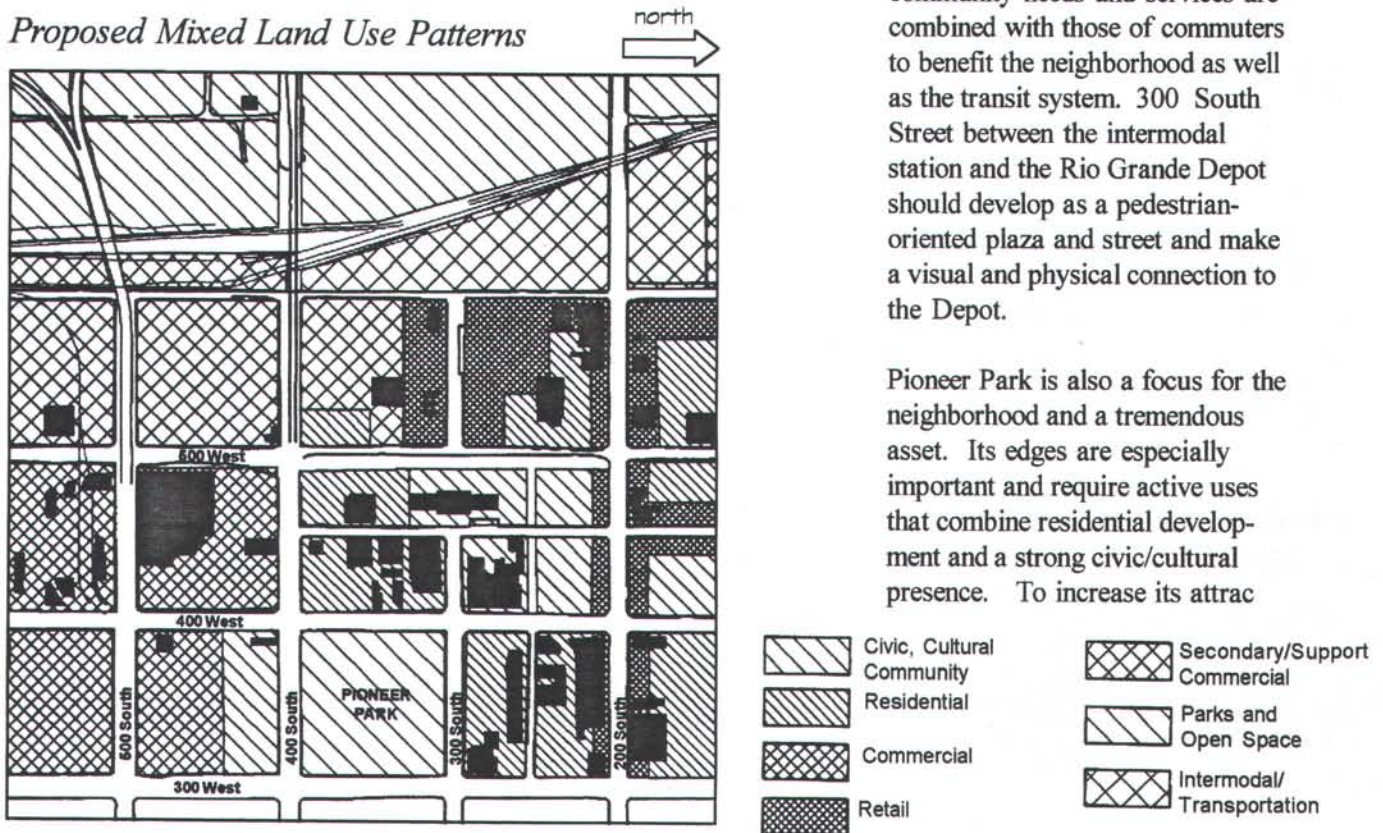 Proposed Mixed Land Use Patterns
north
500 West
400 West
PIONEER
PARK
500 South
400 South
300 South
200 South
300 West
combined with those of commuters
to benefit the neighborhood as well
as the transit system. 300 South
Street between the intermodal
station and the Rio Grande Depot
should develop as a pedestrian-
oriented plaza and street and make
a visual and physical connection to
the Depot.
Pioneer Park is also a focus for the
neighborhood and a tremendous
asset. Its edges are especially
important and require active uses
that combine residential develop-
ment and a strong civic/cultural
presence. To increase its attrac
Civic, Cultural
Community
Residential
Commercial
Retail
Secondary/Support
Commercial
Parks and
Open Space
Intermodal/
Transportation